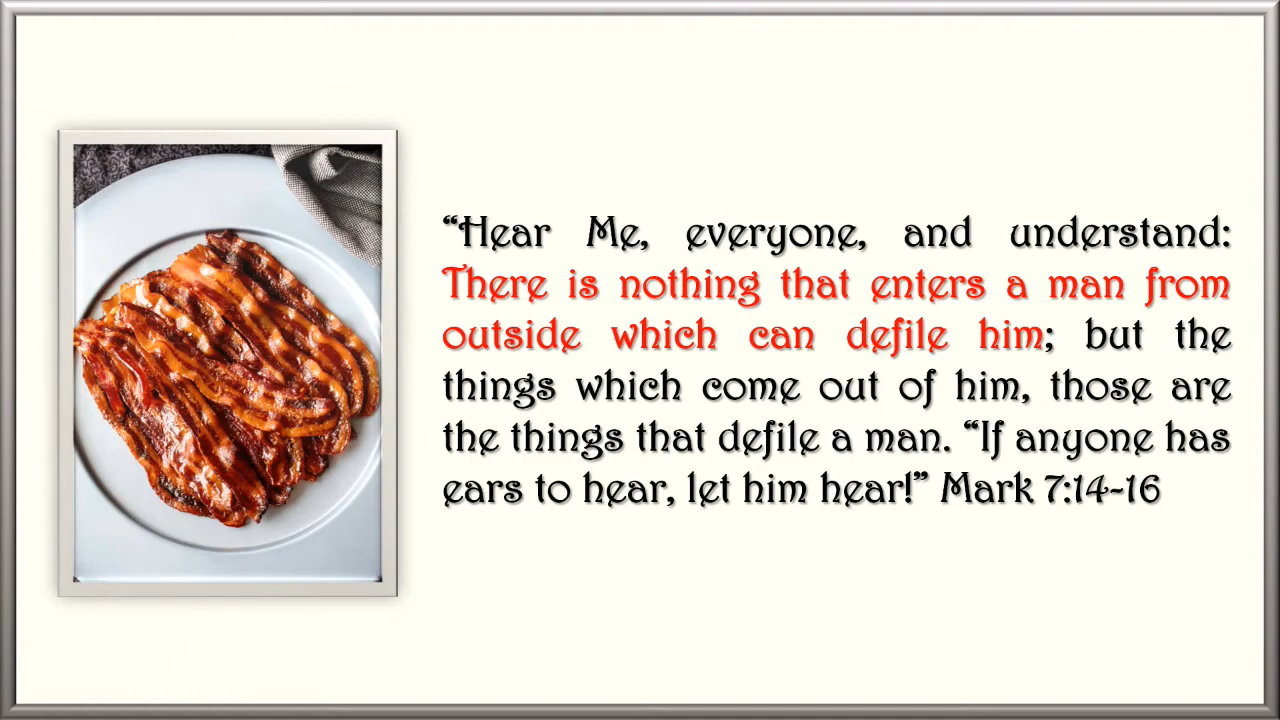 “Hear Me, everyone, and understand:
There is nothing that enters a man from
outside which can defile him; but the
things which come out of him, those are
the things that defile a man. “If anyone has
ears to hear, let him hear!” Mark 7:14-16